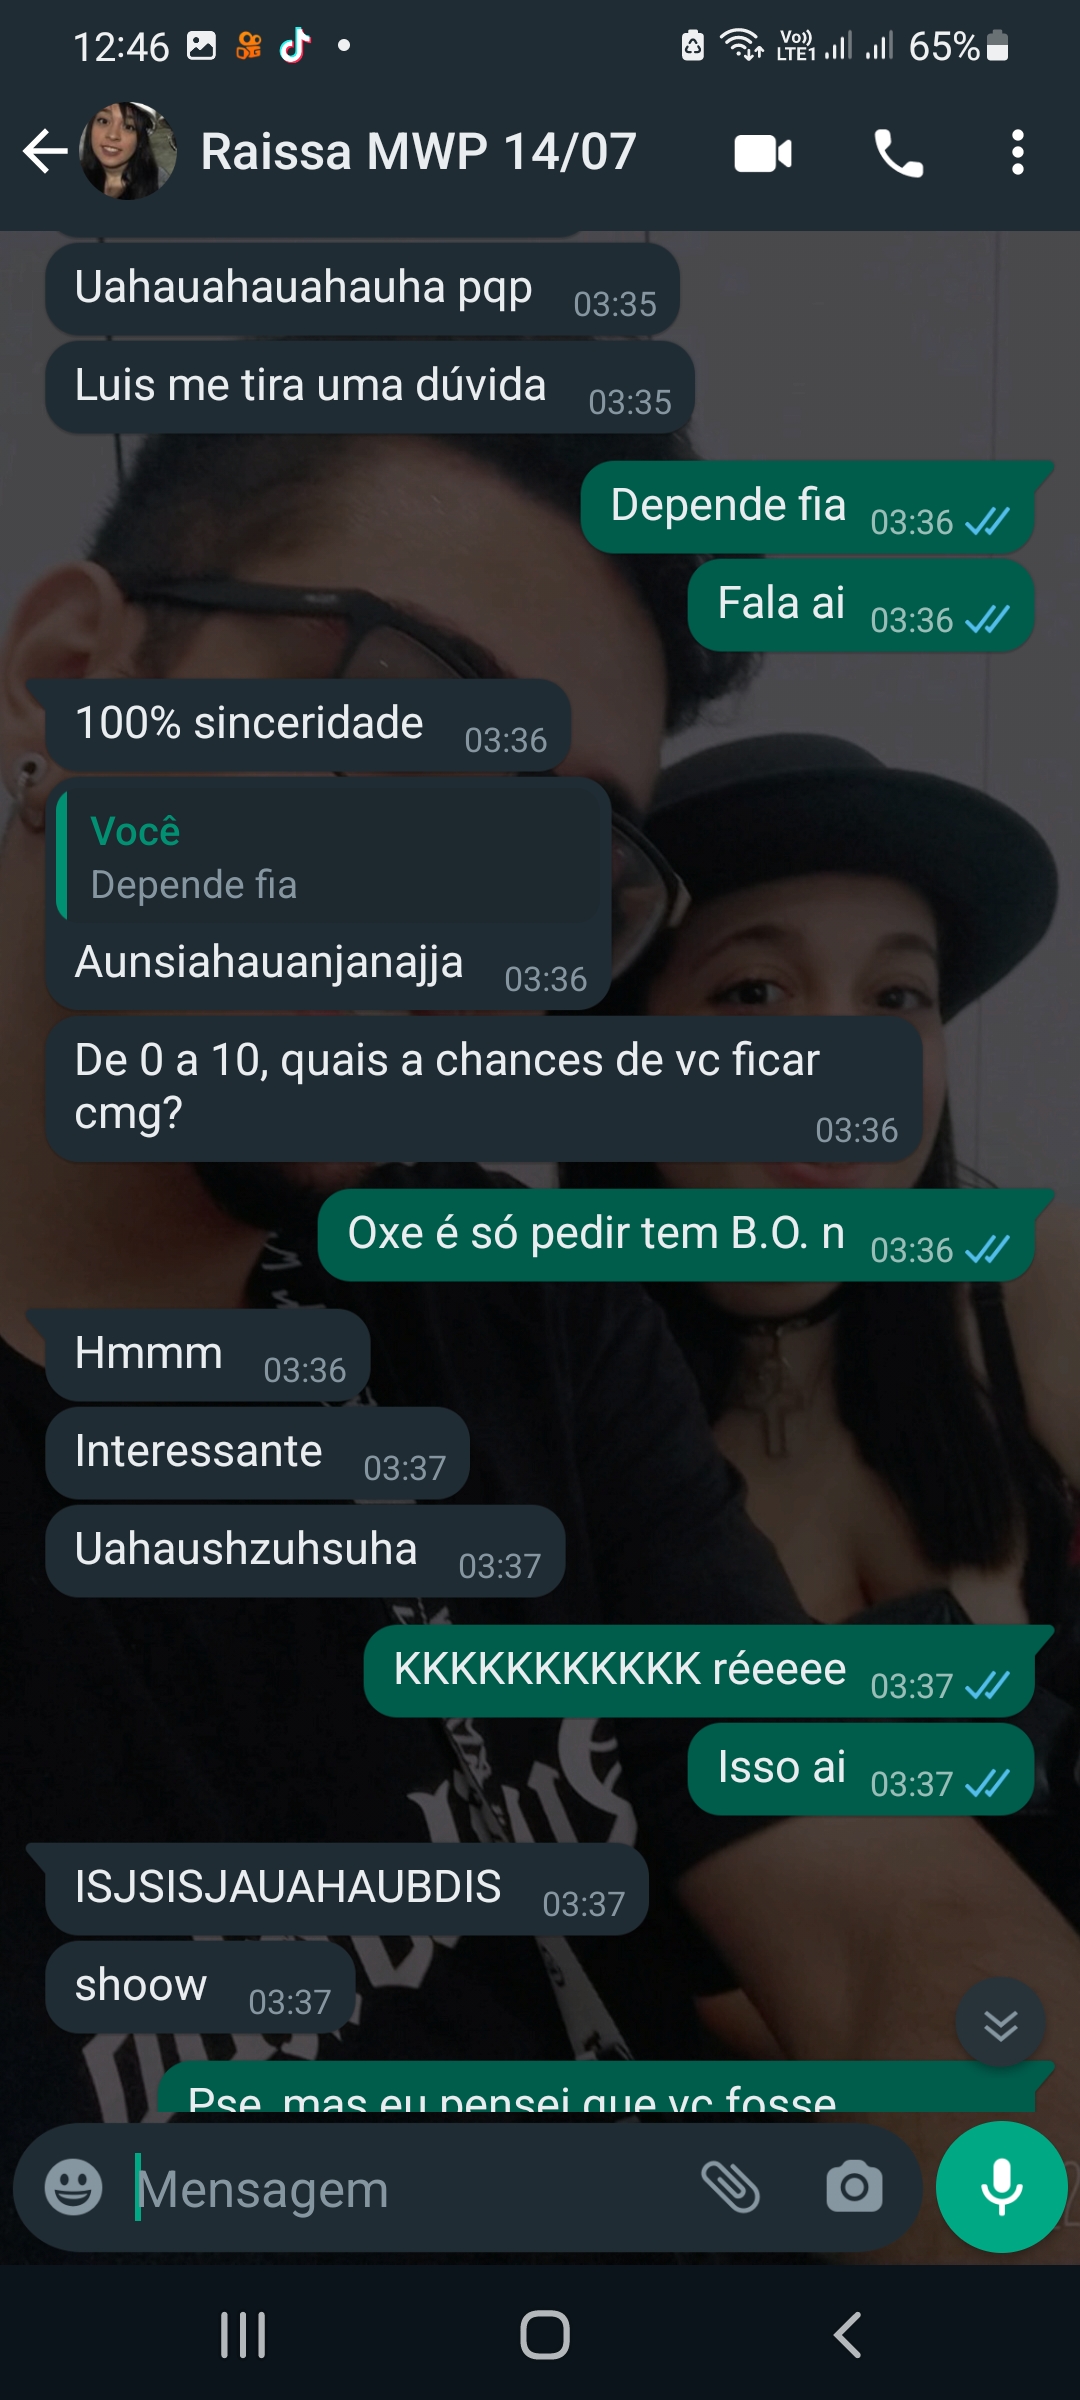 12:46
Vo))
LTE1
65%
Raissa MWP 14/07
Uahauahauahauha pqp 03:35
Luis me tira uma dúvida 03:35
Depende fia 03:36
Fala ai 03:36
100% sinceridade 03:36
Você
Depende fia
Aunsiahauanjanajja 03:36
De 0 a 10, quais a chances de vc ficar
cmg? 03:36
Oxe é só pedir tem B.O. n 03:36
Hmmm 03:36
Interessante 03:37
Uahaushzuhsuha 03:37
KKKKKKKKKKK réeeee 03:37
Isso ai 03:37
ISJSISJAUAHAUBDIS 03:37
shoow 03:37
Pse, mas eu pensei que vc fosse
Mensagem